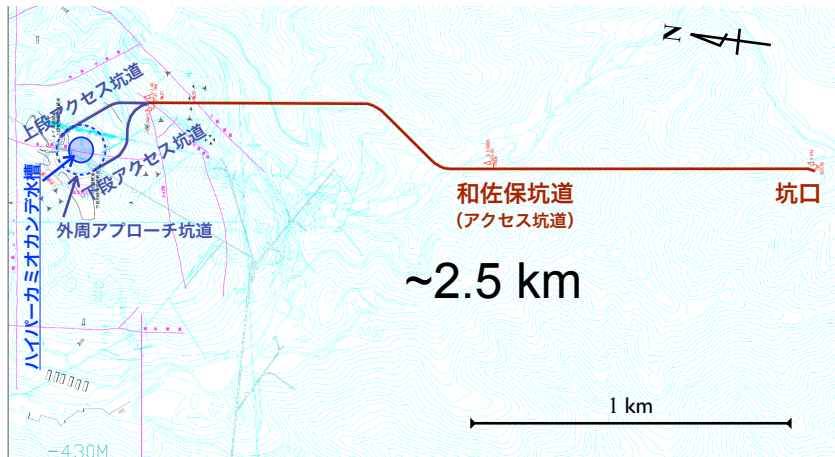 N
上段アクセス坑道
下段アクセス坑道
外周アプローチ坑道
ハイパーカミオカンデ水槽
和佐保坑道
(アクセス坑道)
坑口
~2.5 km
1 km
-430M